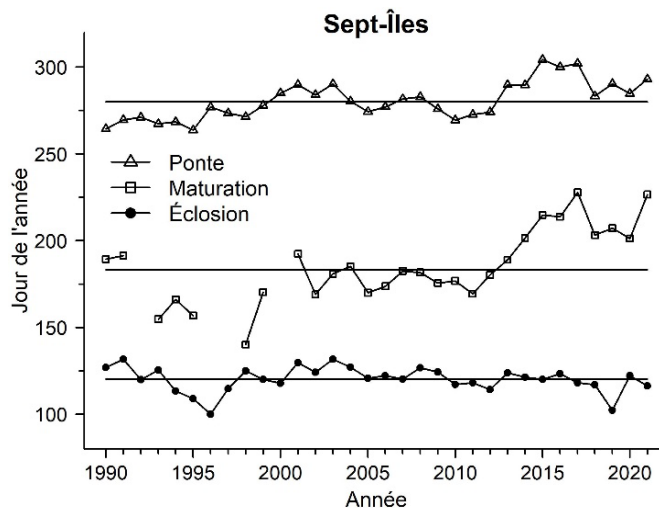 Sept-Îles
300
250
200
150
100
Jour de l'année
Ponte
Maturation
Éclosion
1990 1995 2000 2005 2010 2015 2020
Année